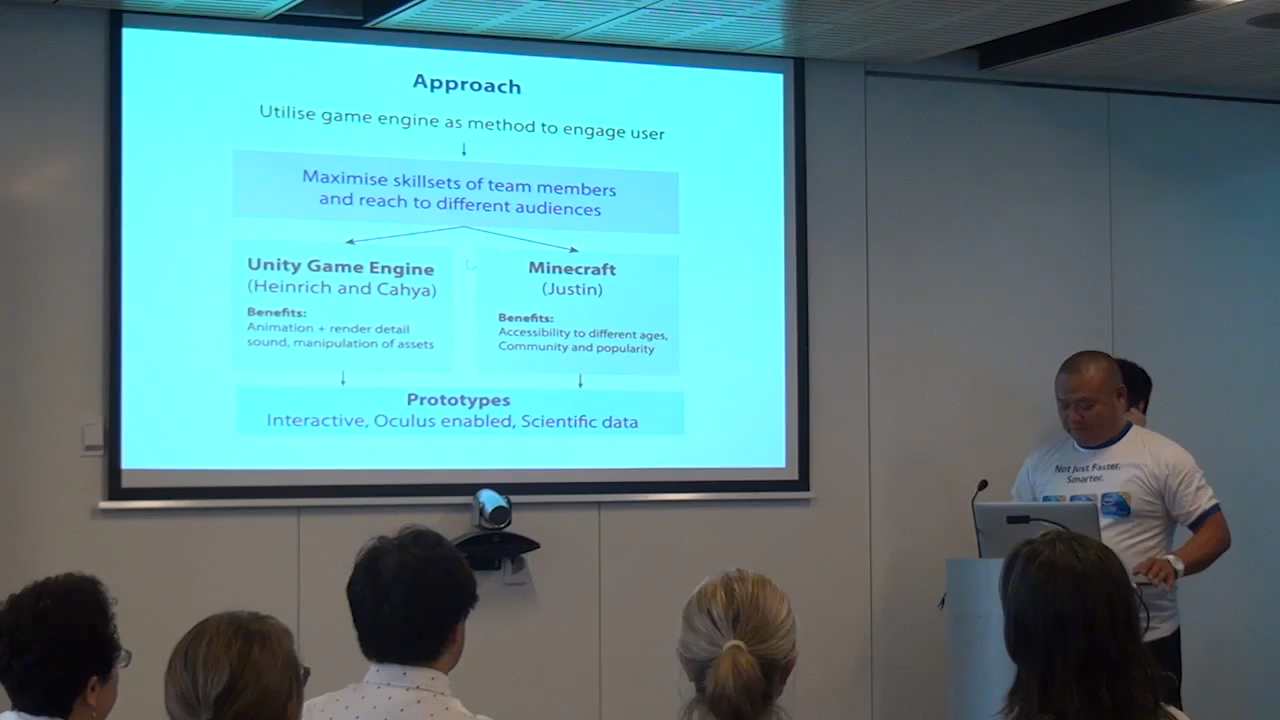 Approach
Utilise game engine as method to engage user
Maximise skillsets of team members
and reach to different audiences
Unity Game Engine
(Heinrich and Cahya)
Benefits:
Animation + render detail
sound, manipulation of assets
Minecraft
(Justin)
Benefits:
Accessibility to different ages,
Community and popularity
Prototypes
Interactive, Oculus enabled, Scientific data
Not Just Faster.
Smarter.